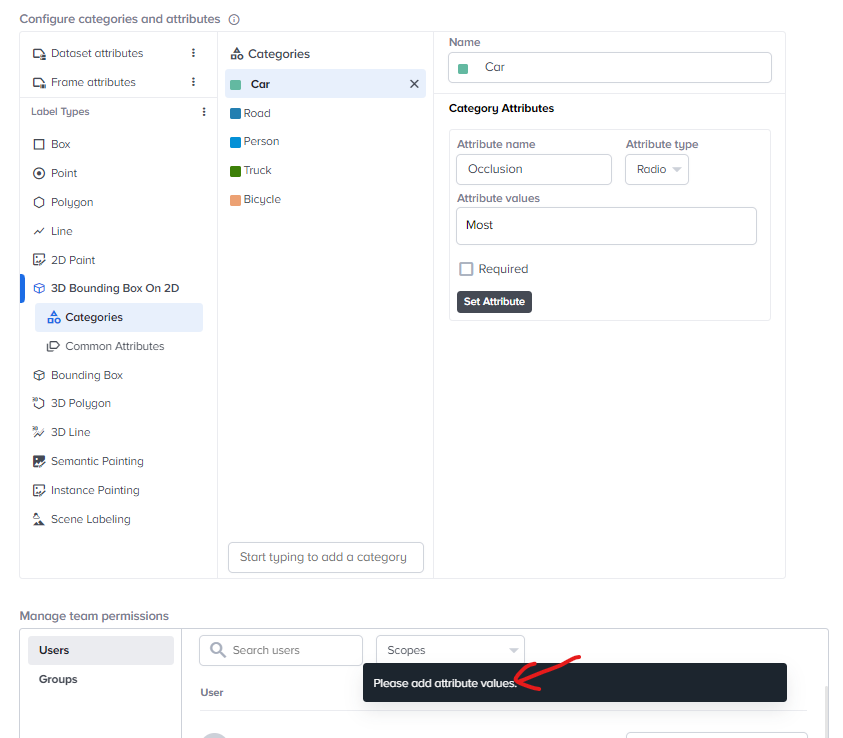 Configure categories and attributes
Dataset attributes
Frame attributes
Label Types
Box
Point
Polygon
Line
2D Paint
3D Bounding Box On 2D
Categories
Common Attributes
Bounding Box
3D Polygon
3D Line
Semantic Painting
Instance Painting
Scene Labeling
Categories
Car
Road
Person
Truck
Bicycle
Start typing to add a category
Name
Car
Category Attributes
Attribute name
Attribute type
Occlusion
Radio
Attribute values
Most
Required
Set Attribute
Manage team permissions
Users
Groups
Search users
Scopes
User
Please add attribute values.